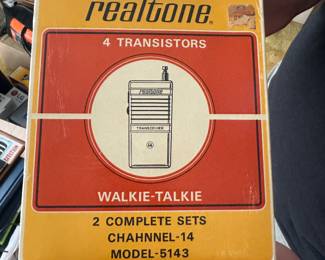 realtone®
4 TRANSISTORS
realtone
TRANSCEIVER
WALKIE-TALKIE
2 COMPLETE SETS
CHAHNNEL-14
MODEL-5143